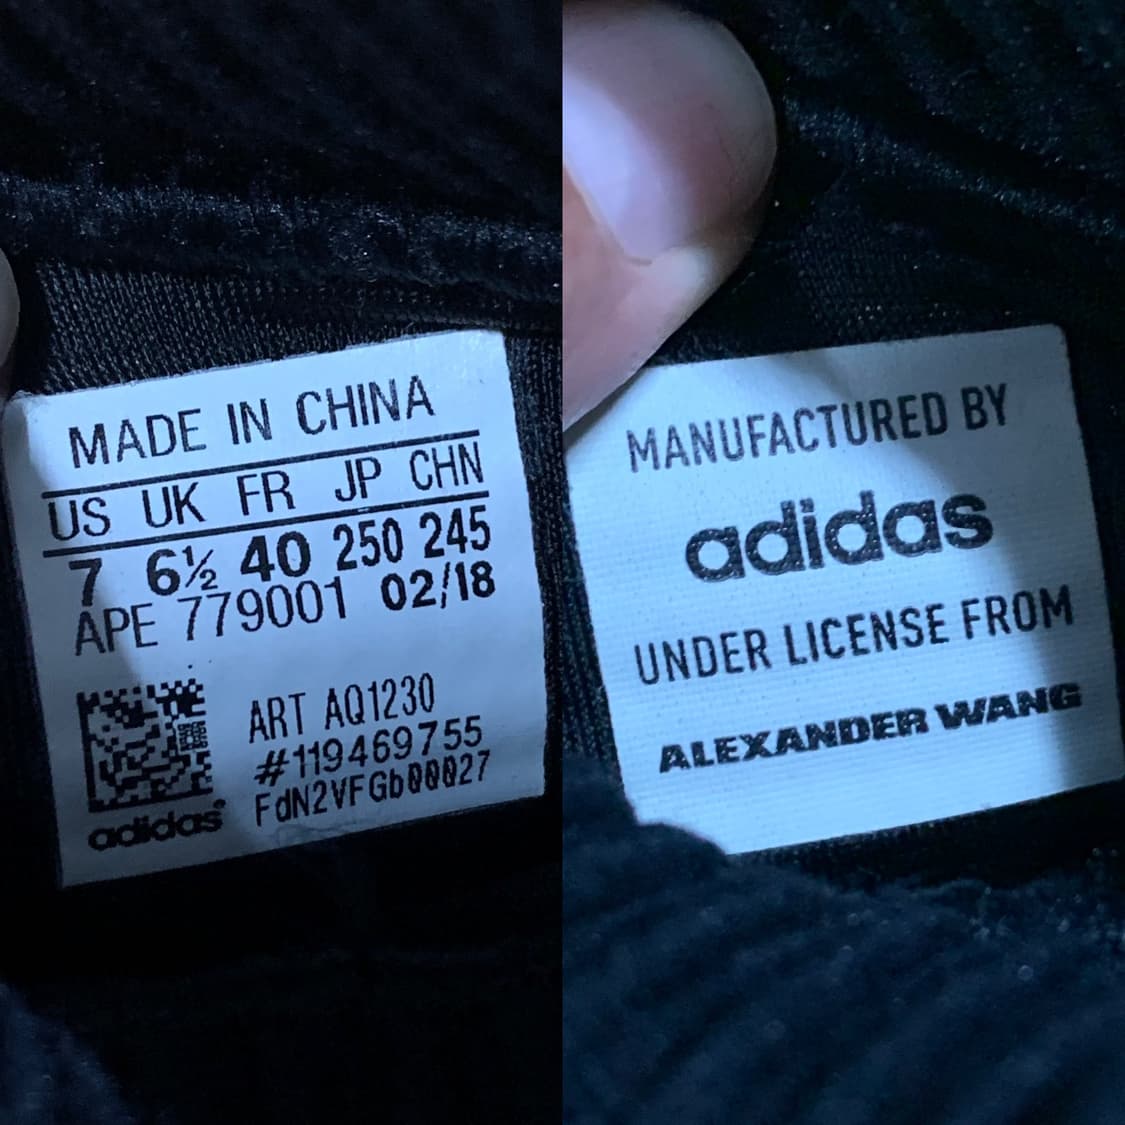 MADE IN CHINA
US UK FR JP CHN
7 6½ 40 250 245
APE 779001 02/18
ART AQ1230
#119469755
FdN2VFGb00027
adidas®
MANUFACTURED BY
adidas
UNDER LICENSE FROM
ALEXANDER WANG